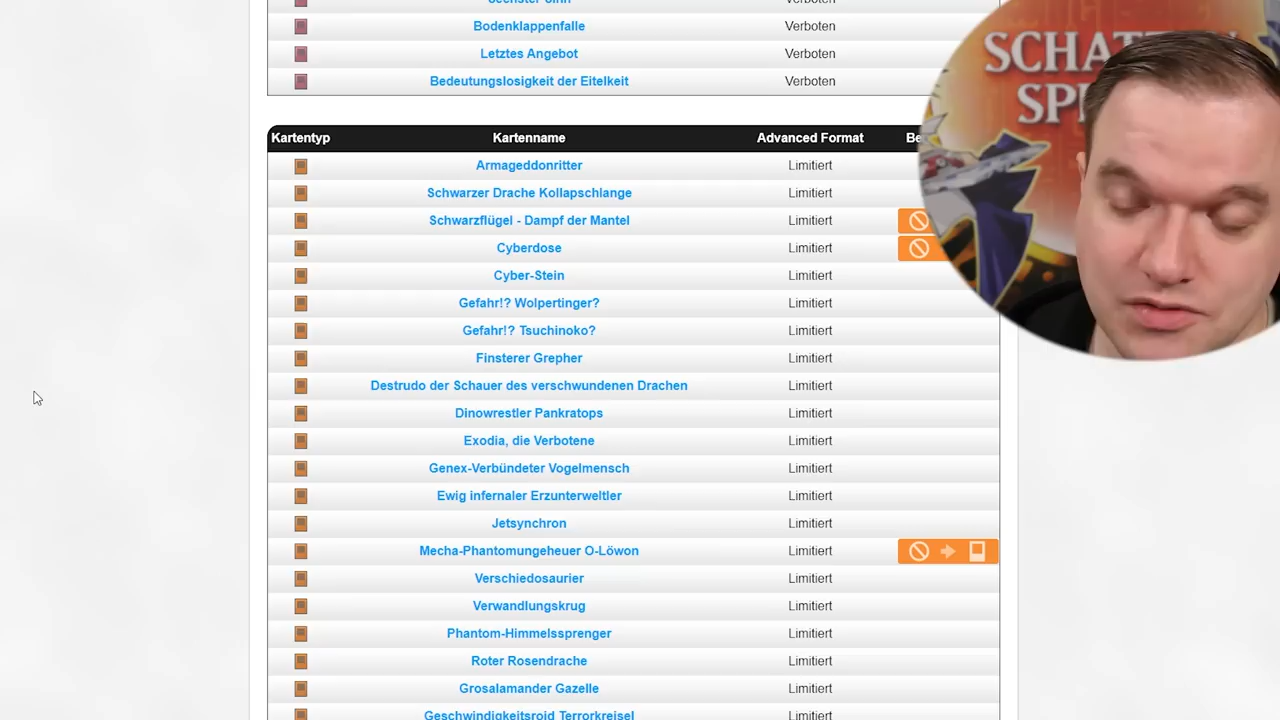 Bodenklappenfalle Verboten
Letztes Angebot Verboten
Bedeutungslosigkeit der Eitelkeit Verboten
SCHATT
SP
Kartentyp Kartenname Advanced Format
Armageddonritter Limitiert
Schwarzer Drache Kollapschlange Limitiert
Schwarzflügel - Dampf der Mantel Limitiert
Cyberdose Limitiert
Cyber-Stein Limitiert
Gefahr!? Wolpertinger? Limitiert
Gefahr!? Tsuchinoko? Limitiert
Finsterer Grepher Limitiert
Destrudo der Schauer des verschwundenen Drachen Limitiert
Dinowrestler Pankratops Limitiert
Exodia, die Verbotene Limitiert
Genex-Verbündeter Vogelmensch Limitiert
Ewig infernaler Erzunterweltler Limitiert
Jetsynchron Limitiert
Mecha-Phantomungeheuer O-Löwon Limitiert
Verschiedosaurier Limitiert
Verwandlungskrug Limitiert
Phantom-Himmelssprenger Limitiert
Roter Rosendrache Limitiert
Grosalamander Gazelle Limitiert
Geschwindigkeitsroid Terrorkreisel Limitiert